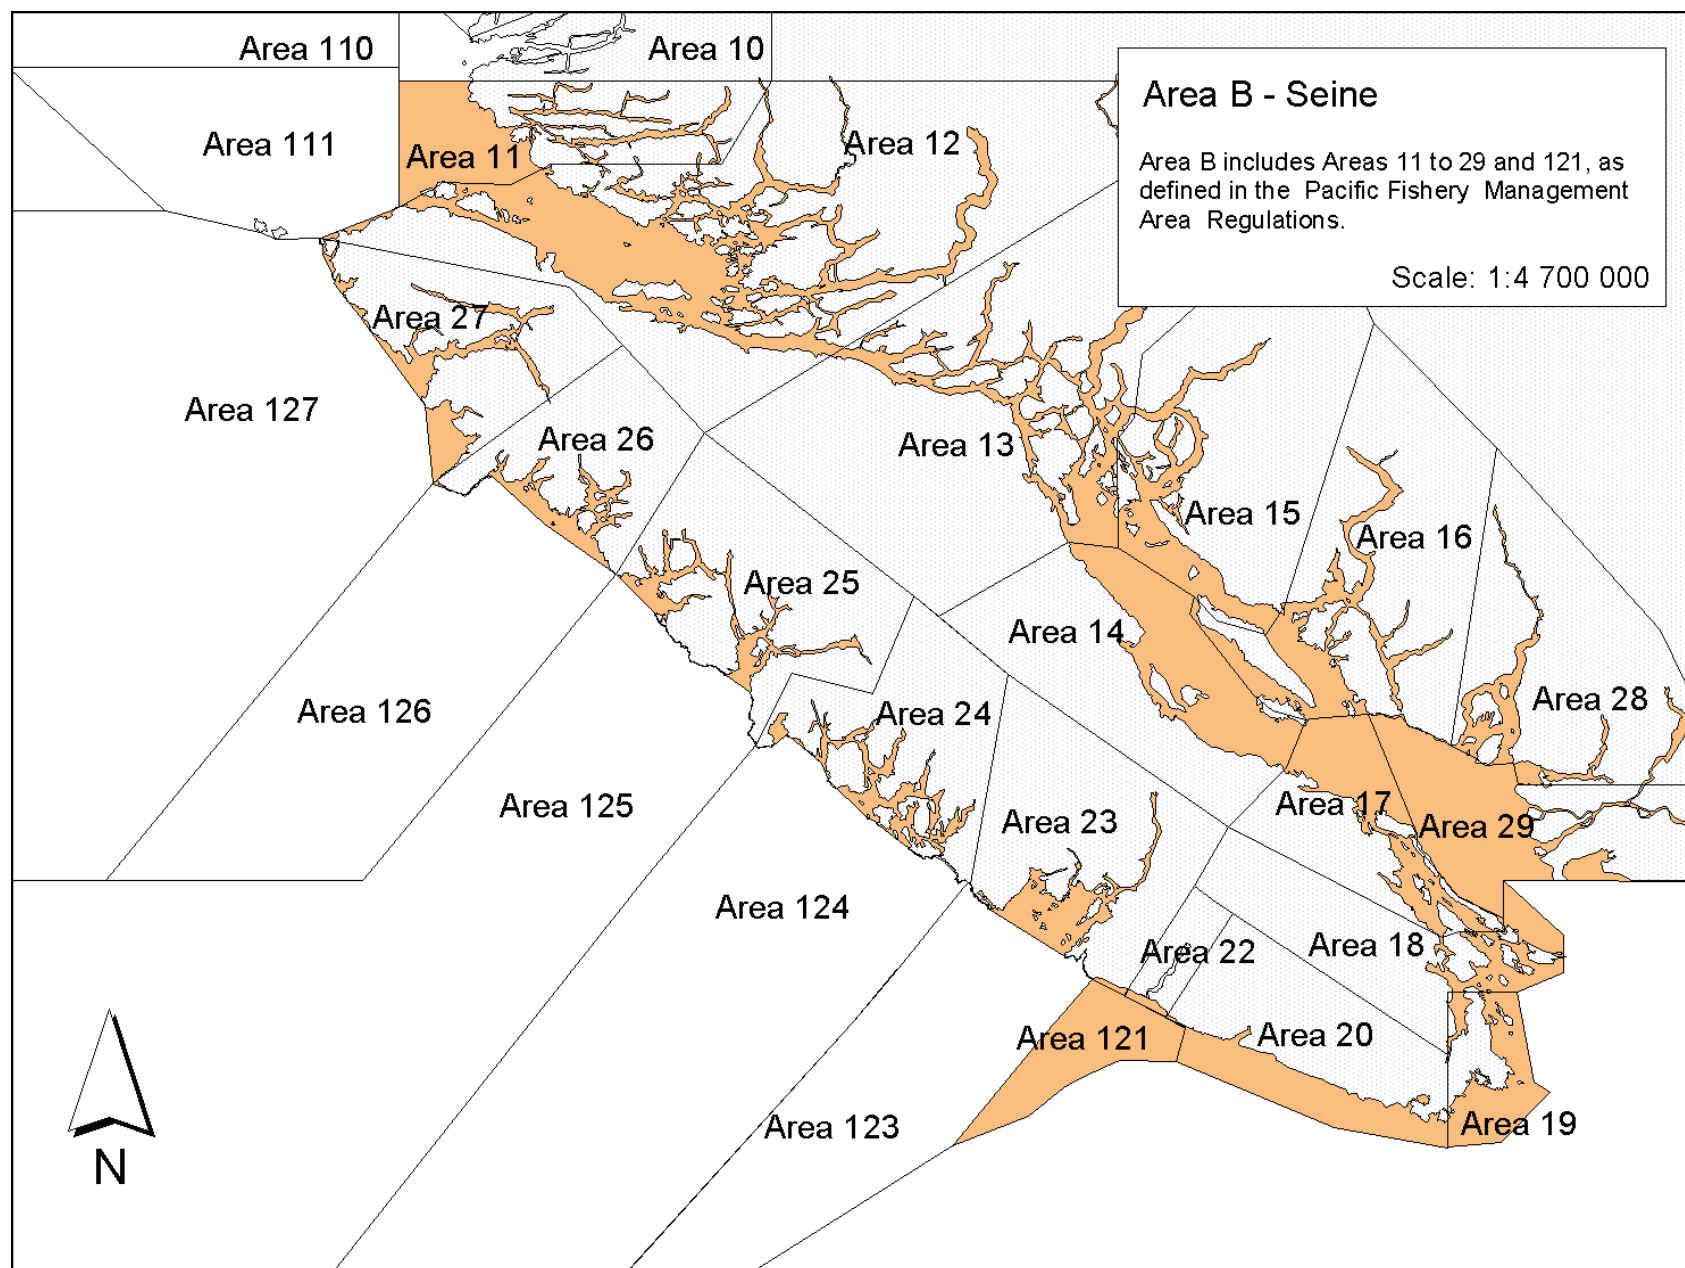 Area 110
Area 10
Area B - Seine
Area B includes Areas 11 to 29 and 121, as
defined in the Pacific Fishery Management
Area Regulations.
Scale: 1:4 700 000
Area 111
Area 11
Area 12
Area 27
Area 127
Area 26
Area 13
Area 15
Area 16
Area 25
Area 14
Area 126
Area 24
Area 28
Area 125
Area 23
Area 17
Area 29
Area 124
Area 22
Area 18
Area 121
Area 20
Area 123
Area 19
N